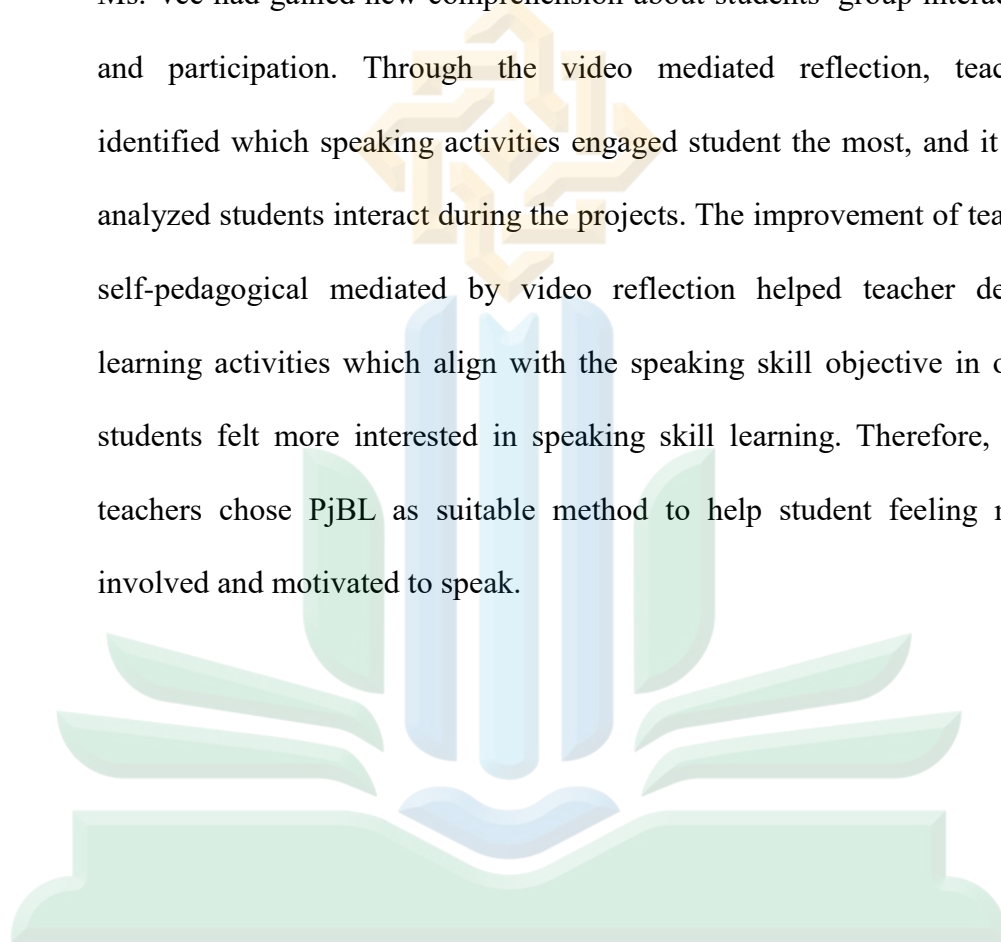 Ms. Vee had gained new comprehension about students' group
and participation. Through the video mediated reflection,
identified which speaking activities engaged student the most, and it
analyzed students interact during the projects. The improvement of
self-pedagogical mediated by video reflection helped teacher
learning activities which align with the speaking skill objective in
students felt more interested in speaking skill learning. Therefore,
teachers chose PjBL as suitable method to help student feeling
involved and motivated to speak.